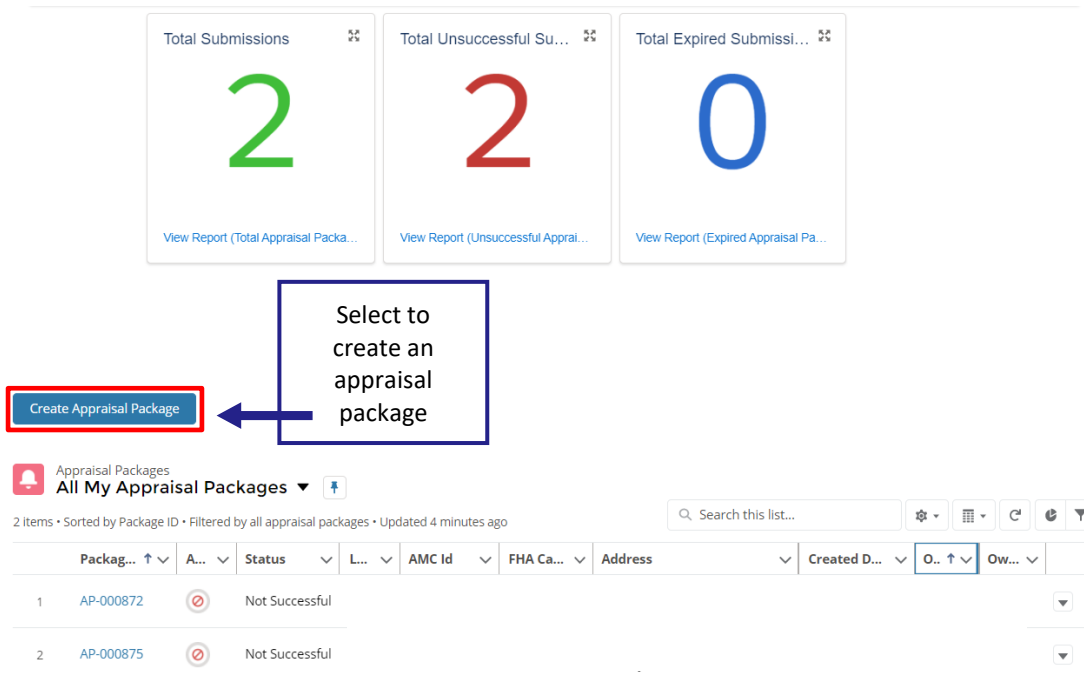 Total Submissions
Total Unsuccessful Su...
Total Expired Submissi...
2
2
0
View Report (Total Appraisal Packa...
View Report (Unsuccessful Apprai...
View Report (Expired Appraisal Pa...
Select to
create an
appraisal
package
Create Appraisal Package
Appraisal Packages
All My Appraisal Packages
2 items • Sorted by Package ID • Filtered by all appraisal packages • Updated 4 minutes ago
Search this list...
Packag... A... Status L... AMC Id FHA Ca... Address Created D... O.. Ow...
1 AP-000872 Not Successful
2 AP-000875 Not Successful